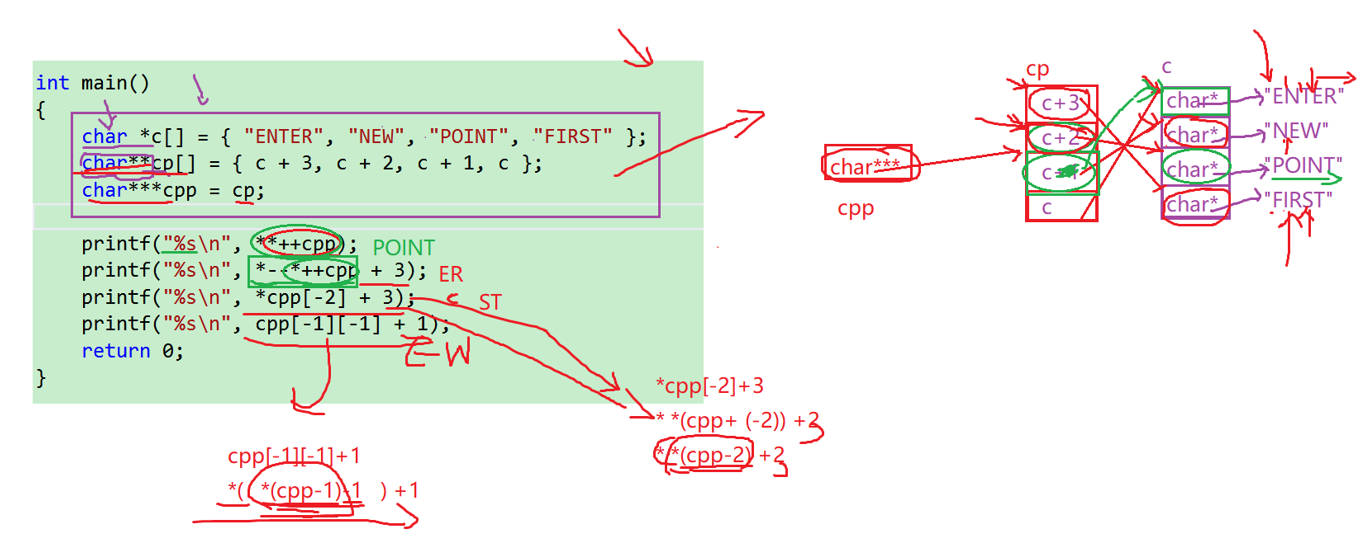 int main()
{
char *c[] = { "ENTER", "NEW", "POINT", "FIRST" };
char**cp[] = { c + 3, c + 2, c + 1, c };
char***cpp = cp;
printf("%s\n", **++cpp); POINT
printf("%s\n", *--*++cpp + 3); ER
printf("%s\n", *cpp[-2] + 3); ST
printf("%s\n", cpp[-1][-1] + 1);
EW
return 0;
}
*cpp[-2]+3
* *(cpp+ (-2)) +2
* *(cpp-2) +2
cpp[-1][-1]+1
*( *(cpp-1)-1 ) +1
cp
c
c+3
char*
"ENTER"
c+2
char*
"NEW"
char***
char*
"POINT"
c
char*
"FIRST"
cpp